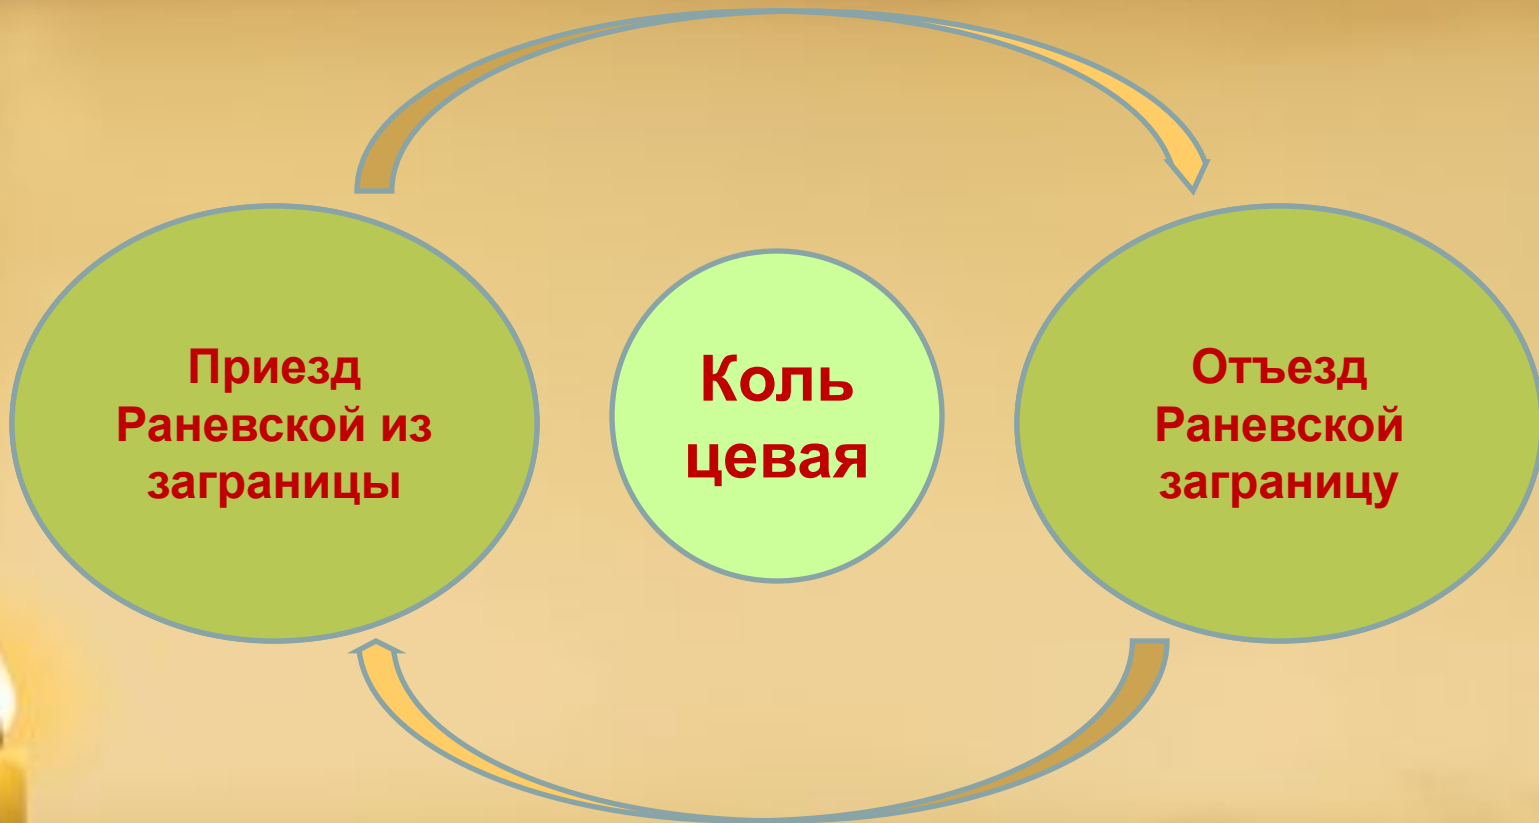 Приезд
Раневской из
заграницы
Коль
цевая
Отъезд
Раневской
заграницу